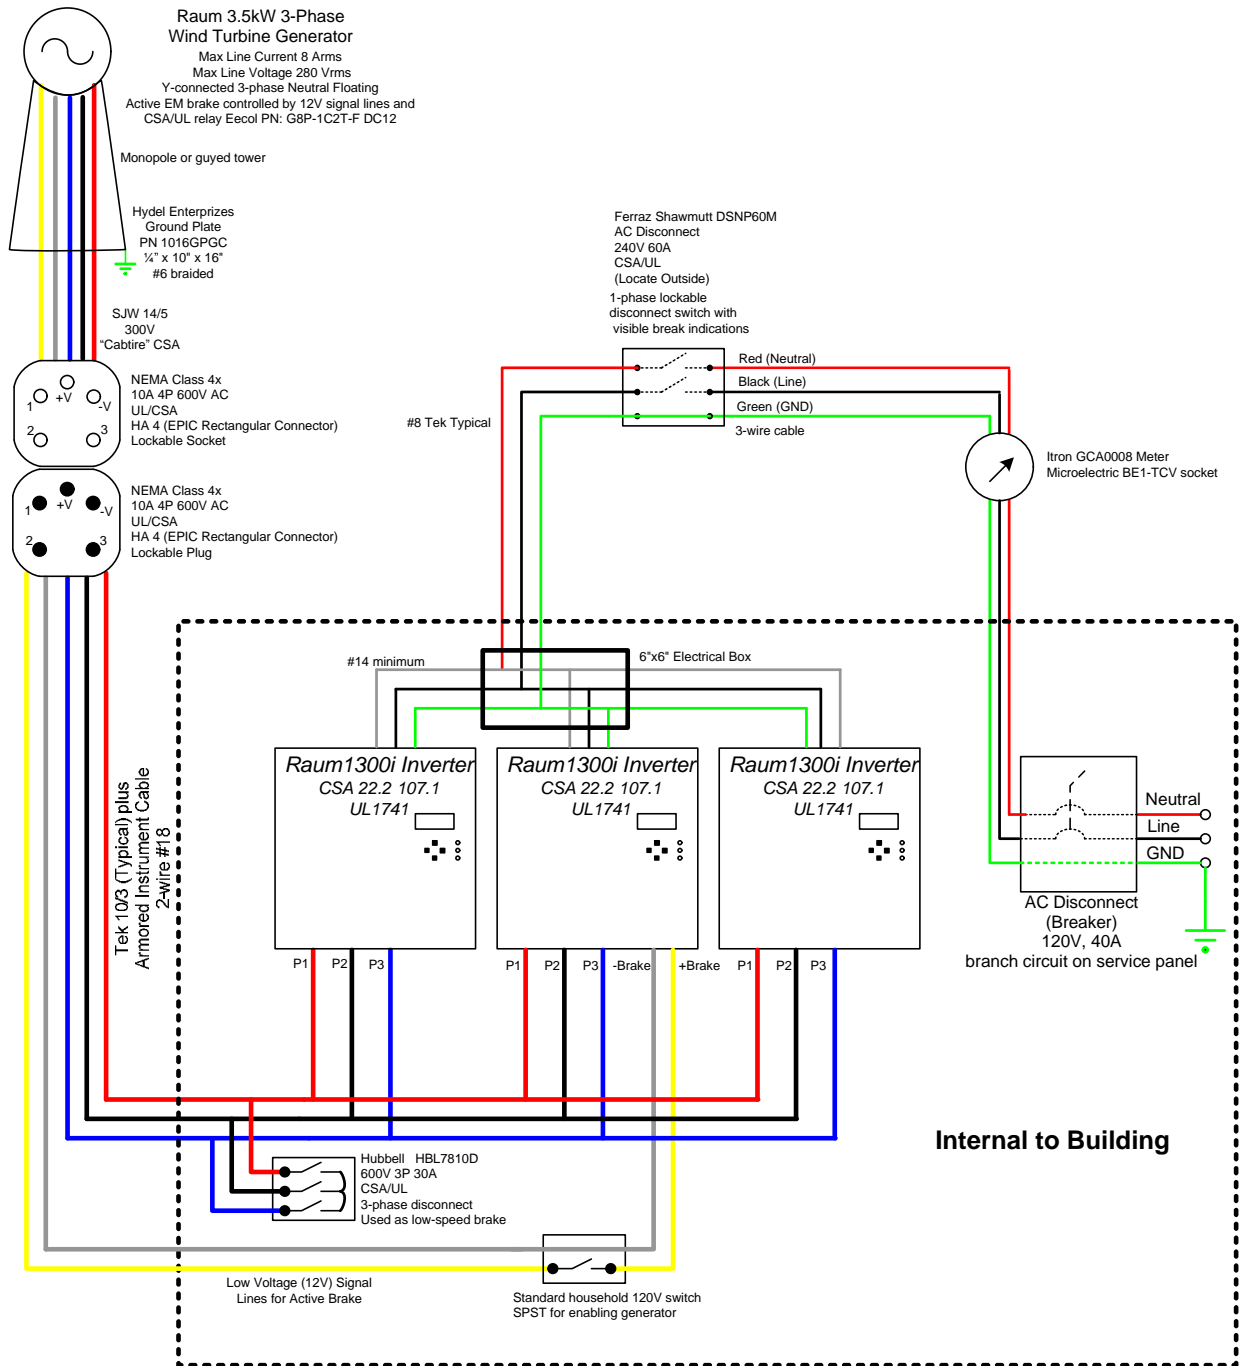 Raum 3.5kW 3-Phase
Wind Turbine Generator
Max Line Current 8 Arms
Max Line Voltage 280 Vrms
Y-connected 3-phase Neutral Floating
Active EM brake controlled by 12V signal lines and
CSA/UL relay Eecol PN: G8P-1C2T-F DC12
Monopole or guyed tower
Hydel Enterprizes
Ground Plate
PN 1016GPGC
¼" x 10" x 16"
#6 braided
SJW 14/5
300V
“Cabtire” CSA
1
+V
-V
2
3
NEMA Class 4x
10A 4P 600V AC
UL/CSA
HA 4 (EPIC Rectangular Connector)
Lockable Socket
1
+V
-V
2
3
NEMA Class 4x
10A 4P 600V AC
UL/CSA
HA 4 (EPIC Rectangular Connector)
Lockable Plug
Ferraz Shawmutt DSNP60M
AC Disconnect
240V 60A
CSA/UL
(Locate Outside)
1-phase lockable
disconnect switch with
visible break indications
Red (Neutral)
Black (Line)
Green (GND)
3-wire cable
#8 Tek Typical
Itron GCA0008 Meter
Microelectric BE1-TCV socket
#14 minimum
6"x6" Electrical Box
Raum1300i Inverter
CSA 22.2 107.1
UL1741
Raum1300i Inverter
CSA 22.2 107.1
UL1741
Raum1300i Inverter
CSA 22.2 107.1
UL1741
P1
P2
P3
P1
P2
P3
-Brake
+Brake
P1
P2
P3
Tek 10/3 (Typical) plus
Armored Instrument Cable
2-wire #18
Neutral
Line
GND
AC Disconnect
(Breaker)
120V, 40A
branch circuit on service panel
Internal to Building
Hubbell HBL7810D
600V 3P 30A
CSA/UL
3-phase disconnect
Used as low-speed brake
Low Voltage (12V) Signal
Lines for Active Brake
Standard household 120V switch
SPST for enabling generator